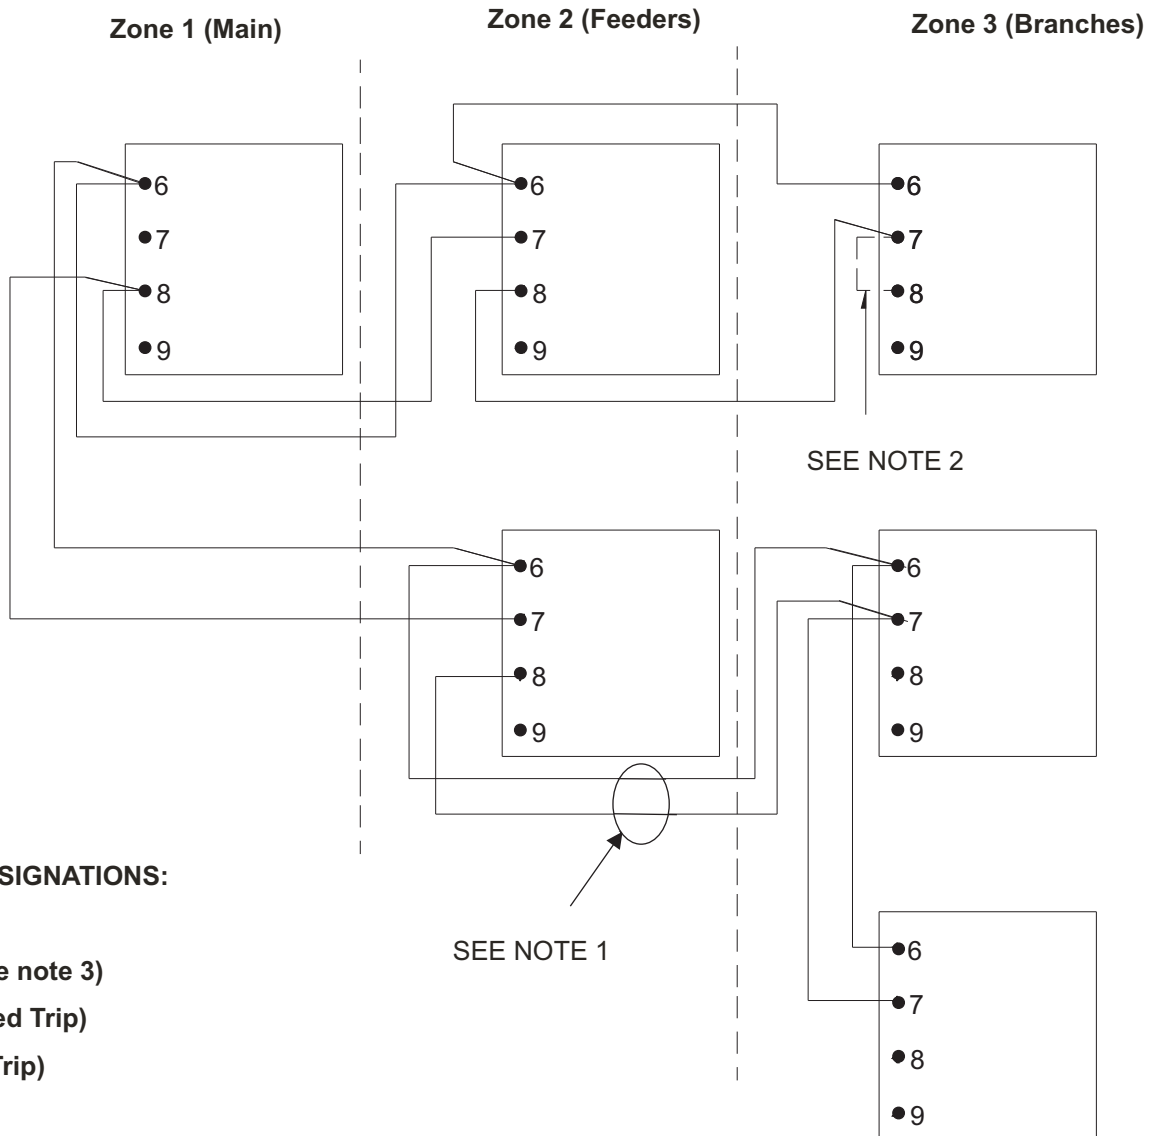 Zone 1 (Main)
Zone 2 (Feeders)
Zone 3 (Branches)
6
7
8
9
6
7
8
9
6
7
8
9
SEE NOTE 2
6
7
8
9
6
7
8
9
SEE NOTE 1
6
7
8
9
SIGNATIONS:
e note 3)
ed Trip)
Trip)